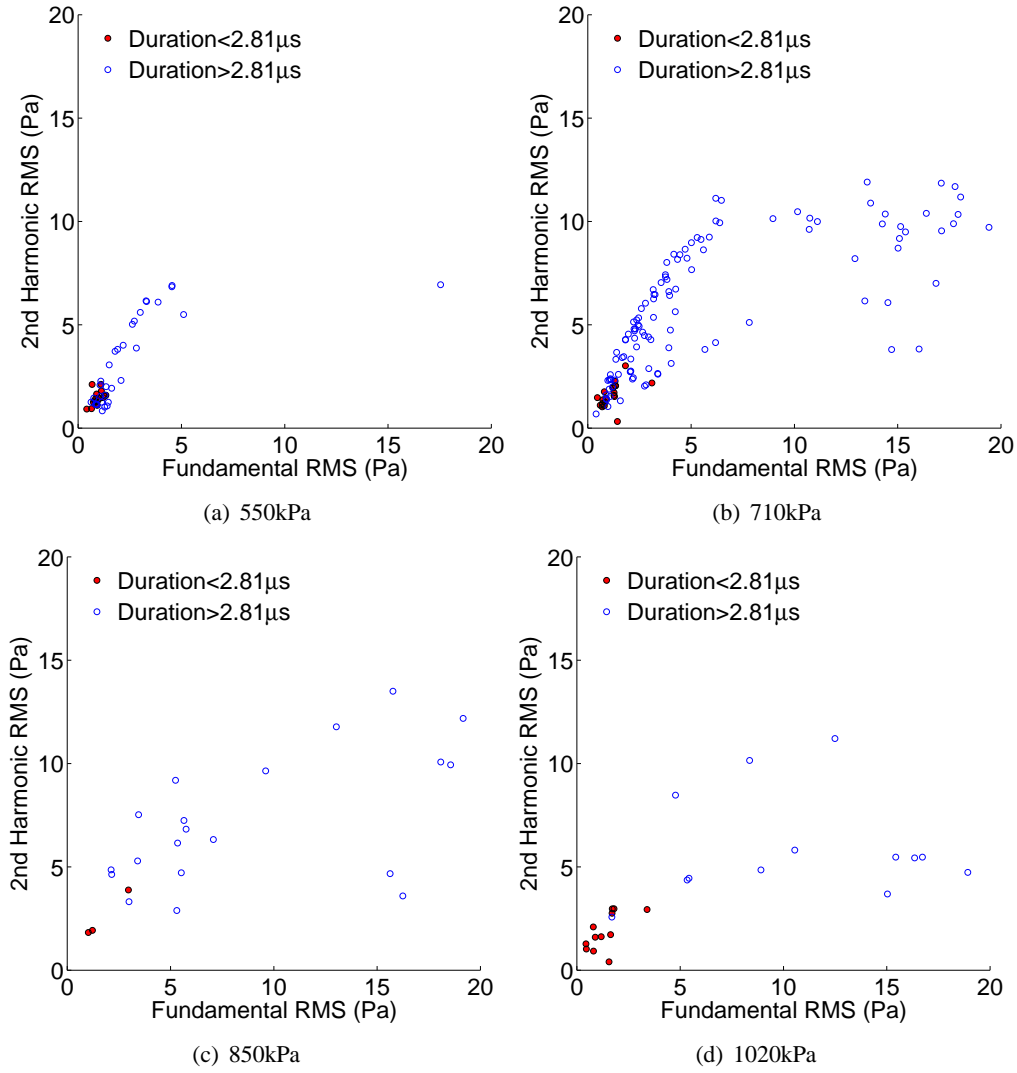 20
15
10
5
0
0 5 10 15 20
2nd Harmonic RMS (Pa)
Fundamental RMS (Pa)
Duration<2.81μs
Duration>2.81μs
(a) 550kPa
20
15
10
5
0
0 5 10 15 20
2nd Harmonic RMS (Pa)
Fundamental RMS (Pa)
Duration<2.81μs
Duration>2.81μs
(b) 710kPa
20
15
10
5
0
0 5 10 15 20
2nd Harmonic RMS (Pa)
Fundamental RMS (Pa)
Duration<2.81μs
Duration>2.81μs
(c) 850kPa
20
15
10
5
0
0 5 10 15 20
2nd Harmonic RMS (Pa)
Fundamental RMS (Pa)
Duration<2.81μs
Duration>2.81μs
(d) 1020kPa